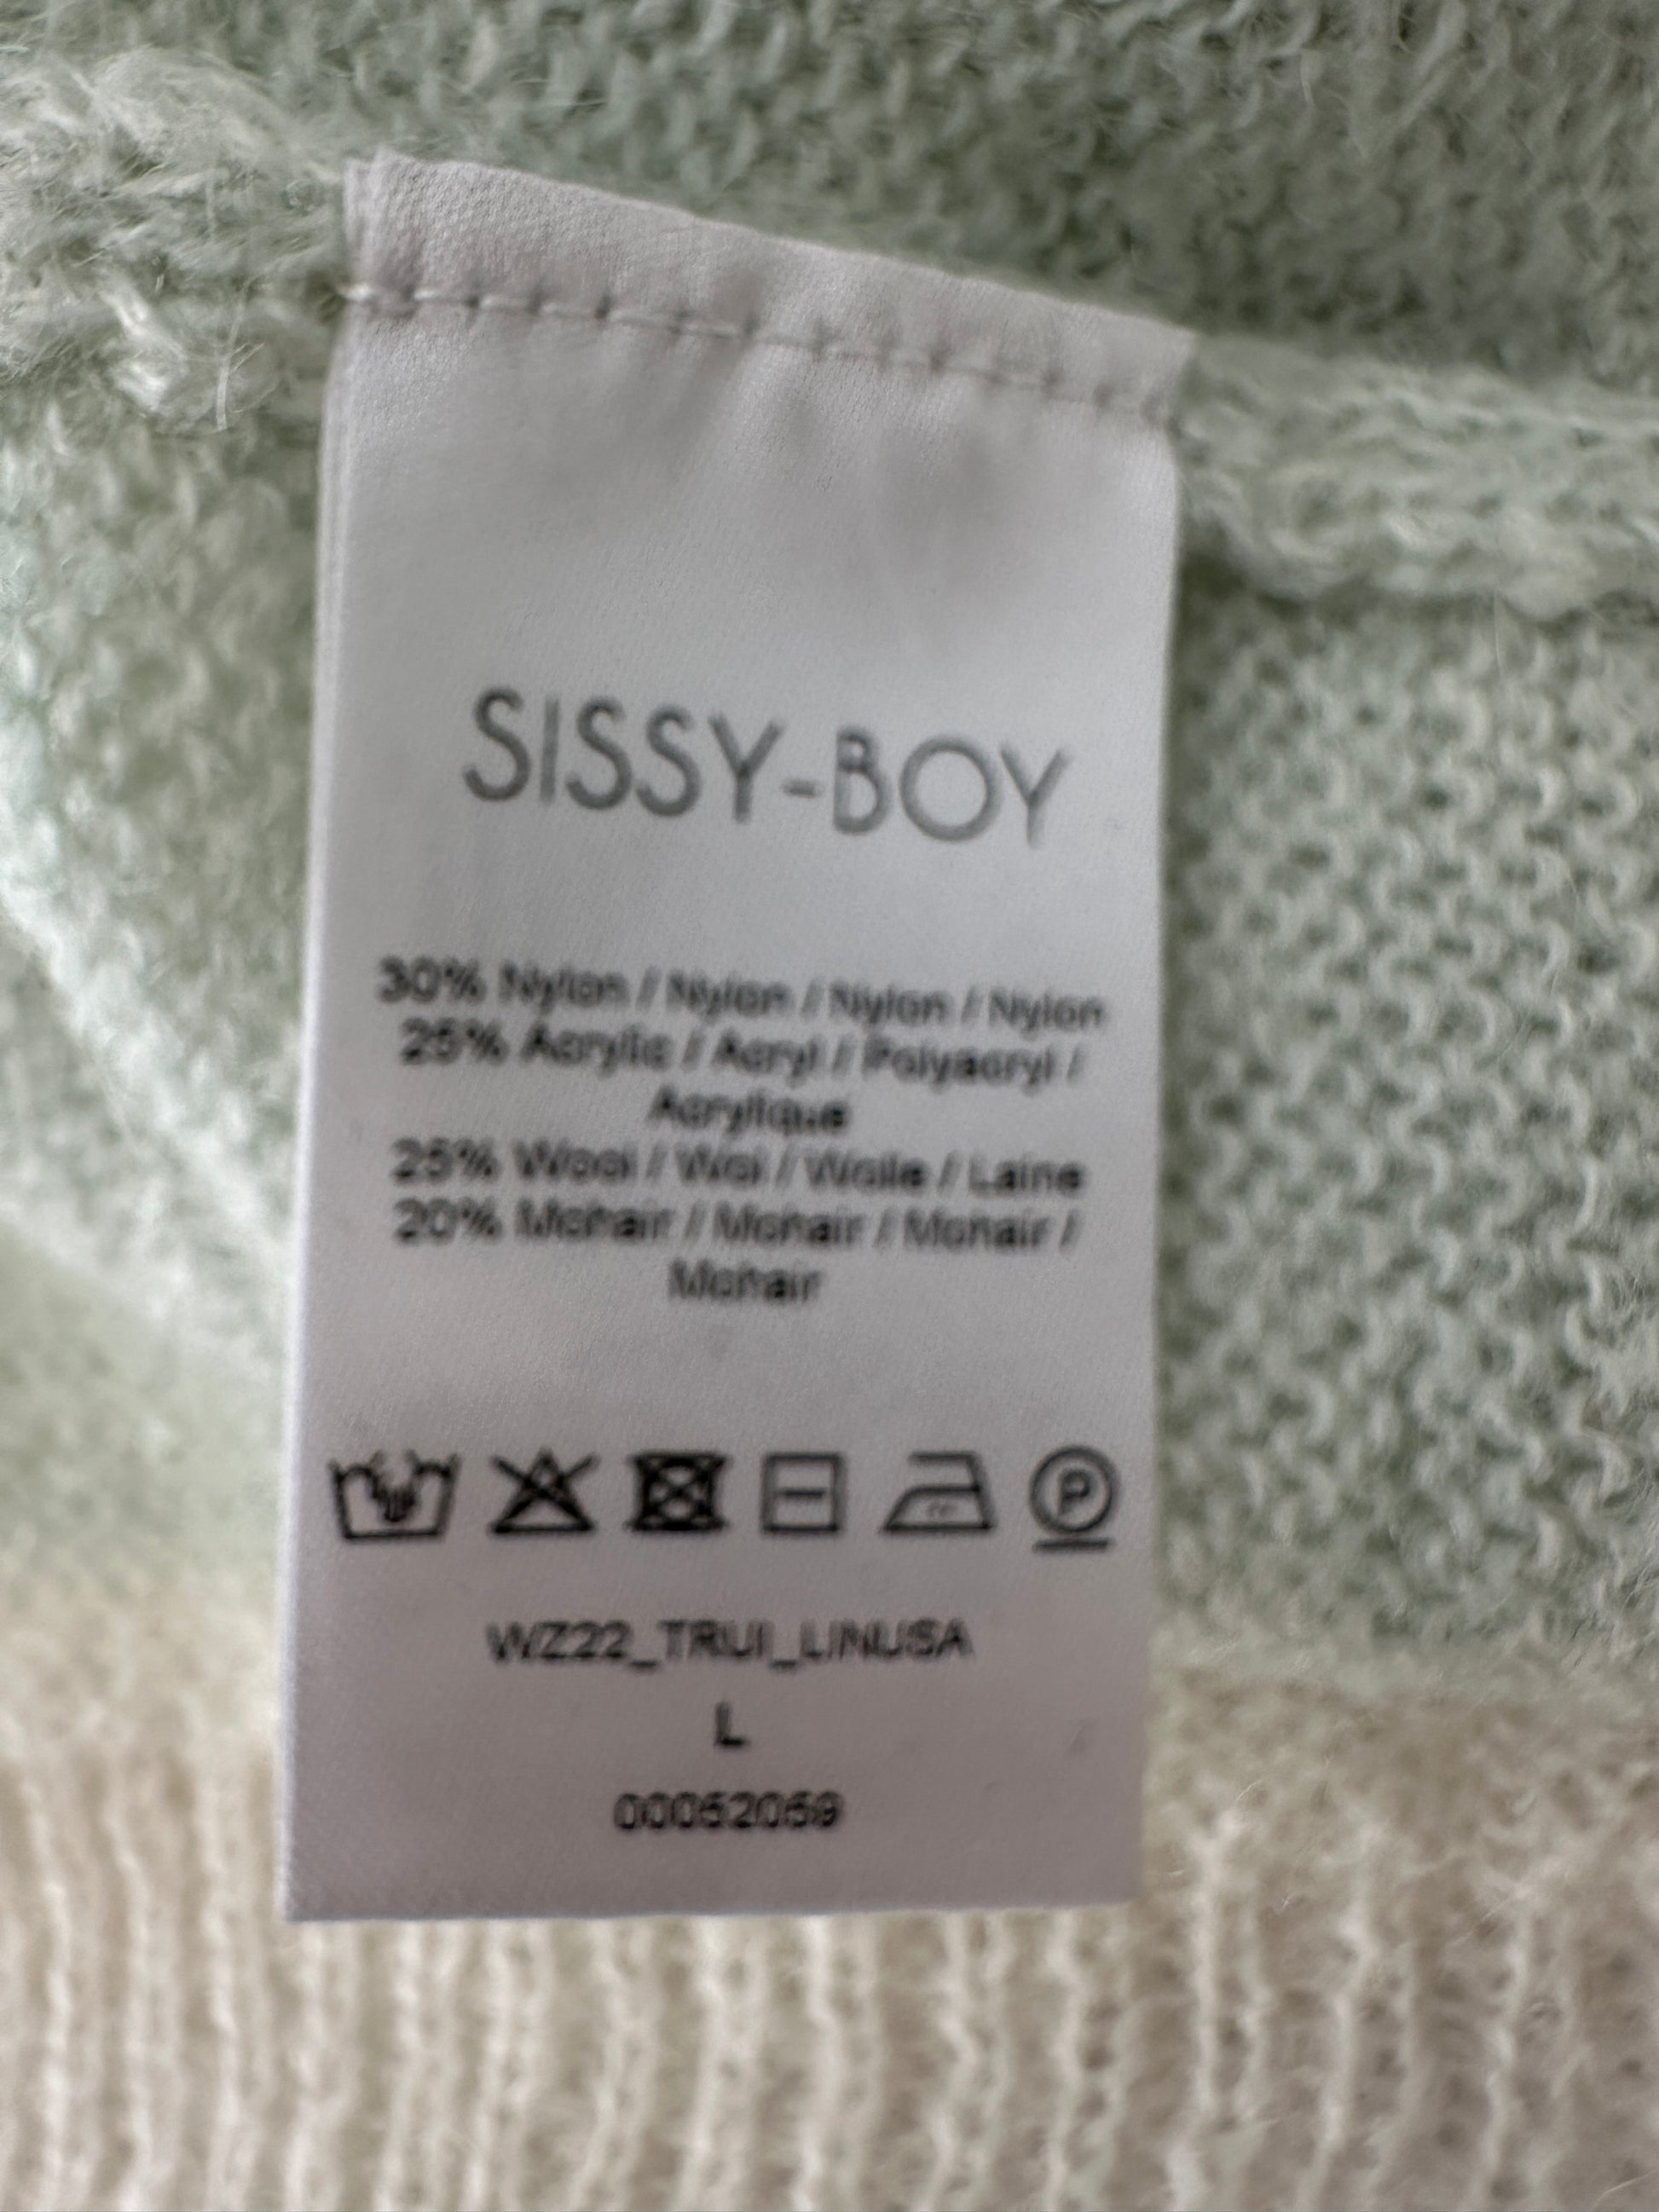 SISSY-BOY
30% Nylon / Nylon / Nylon / Nylon
25% Acrylic / Acryl / Polyacryl /
Acrylique
25% Wool / Wol / Wolle / Laine
20% Mohair / Mohair / Mohair /
Mohair
P
WZ22_TRUI_LINUSA
L
00052059